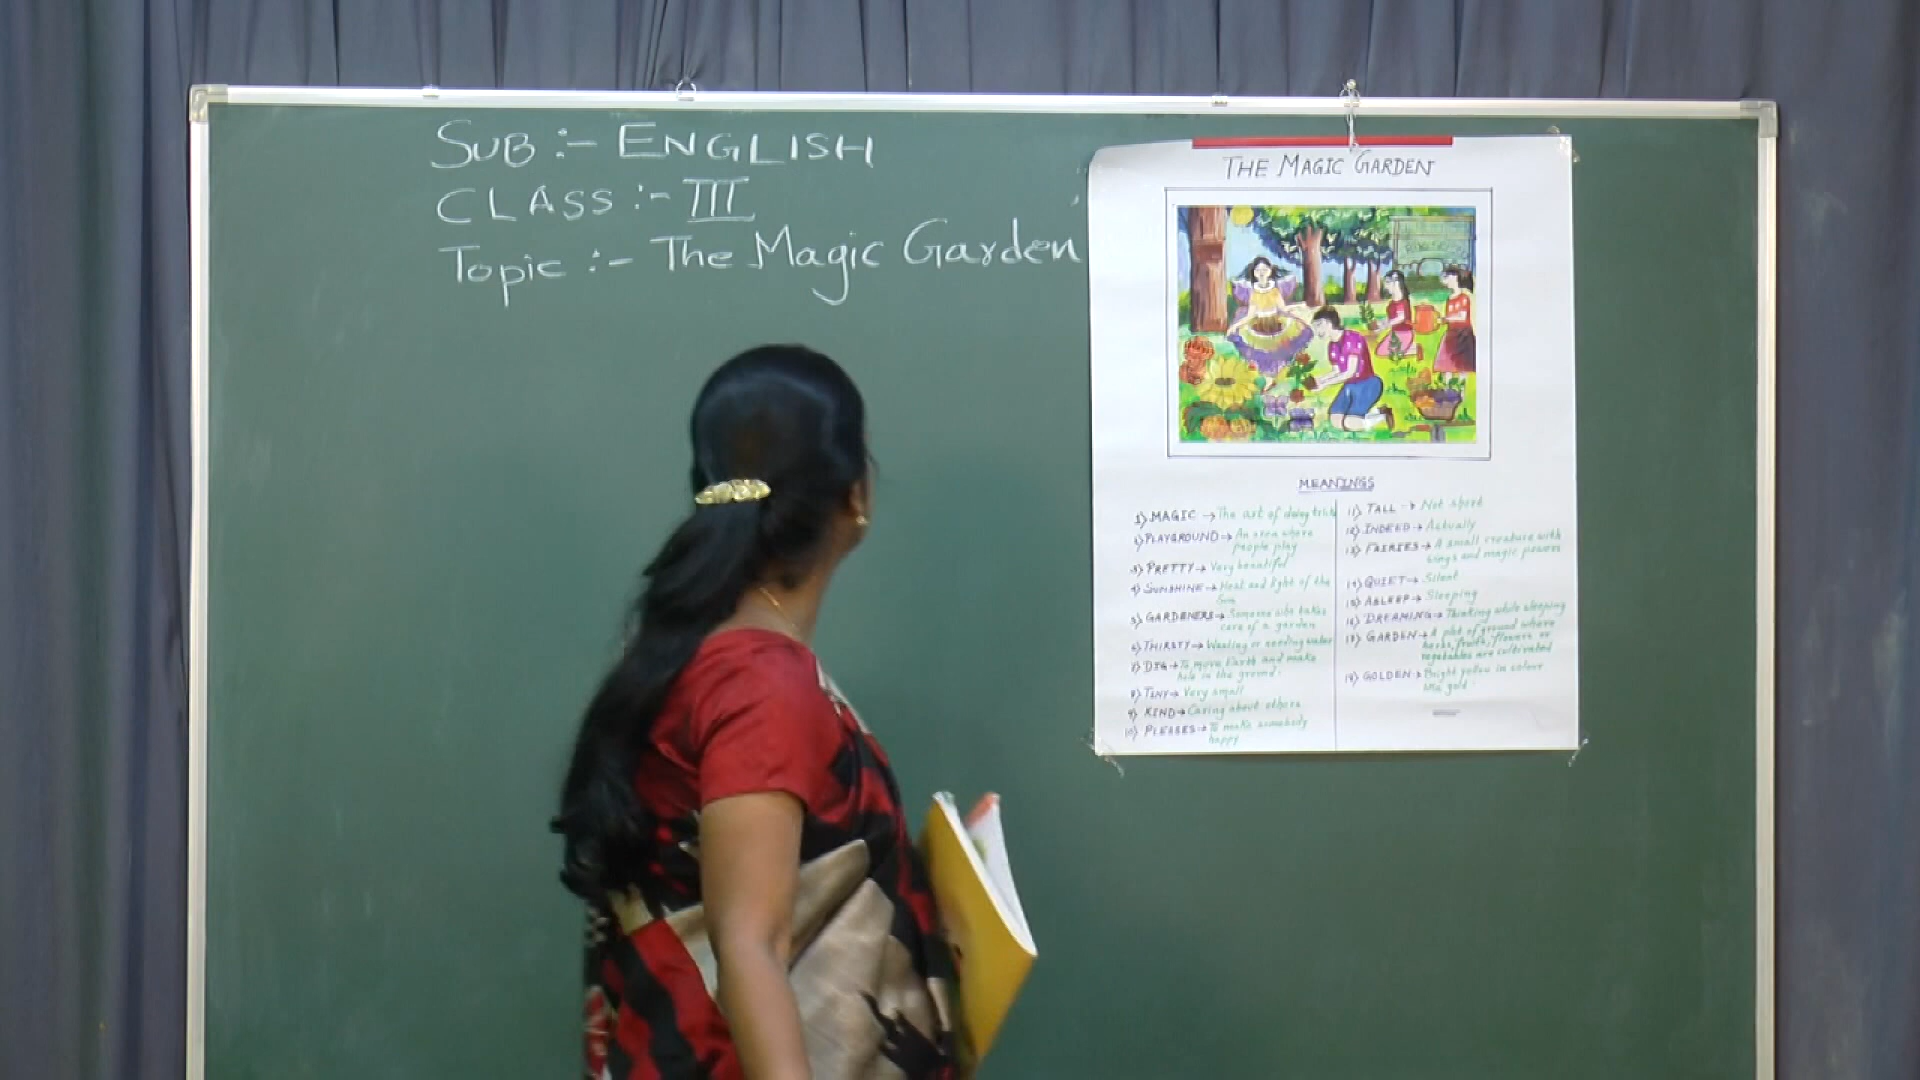 SUB :- ENGLISH
CLASS :- III
Topic :- The Magic Garden
THE MAGIC GARDEN
MEANINGS
1) MAGIC → The art of doing tricks
2) PLAYGROUND → An area where
people play
3) PRETTY → Very beautiful
4) SUNSHINE → Heat and light of the
Sun
5) GARDENERS → Someone who takes
care of a garden
6) THIRSTY → Wanting or needing water
7) DIG → To move Earth and make
hole in the ground.
8) TINY → Very small
9) KIND → Caring about others
10) PLEASES → To make somebody
happy
11) TALL → Not short
12) INDEED → Actually
13) FAIRIES → A small creature with
wings and magic powers
14) QUIET → Silent
15) ASLEEP → Sleeping
16) DREAMING → Thinking while sleeping
17) GARDEN → A plot of ground where
herbs, fruits, flowers or
vegetables are cultivated
18) GOLDEN → Bright yellow in colour
like gold